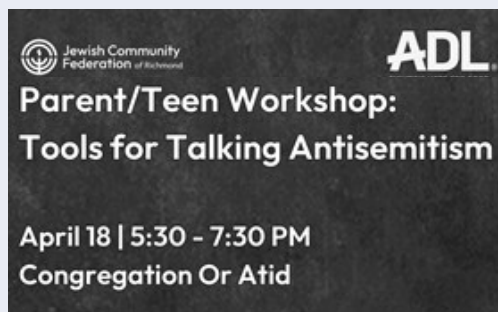 Jewish Community
Federation of Richmond
ADL
Parent/Teen Workshop:
Tools for Talking Antisemitism
April 18 | 5:30 - 7:30 PM
Congregation Or Atid